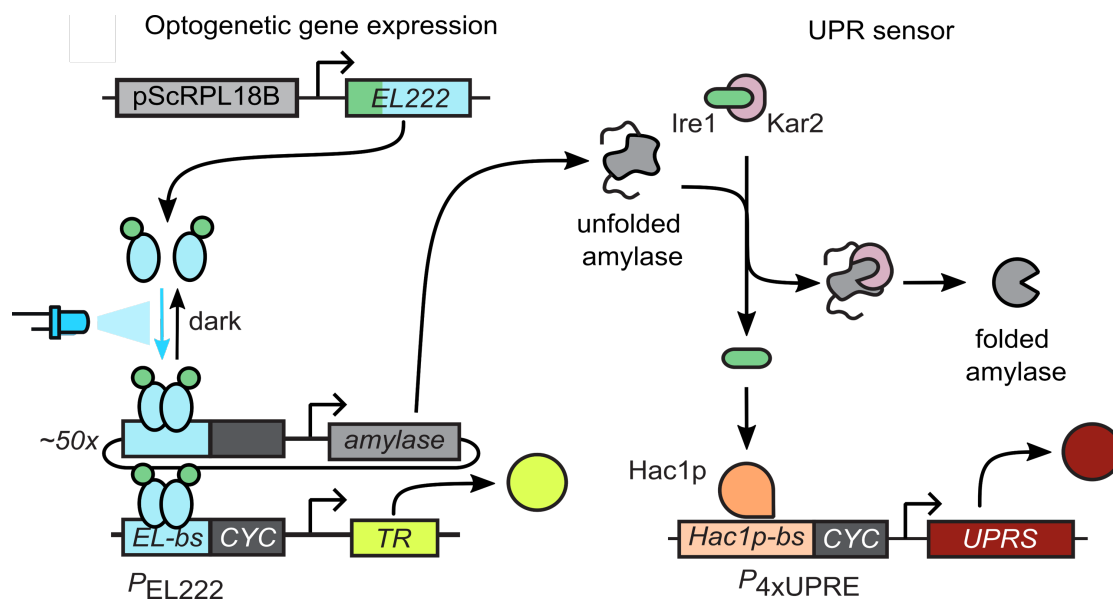 Optogenetic gene expression
UPR sensor
pScRPL18B
EL222
Ire1
Kar2
unfolded
amylase
dark
folded
amylase
~50x
amylase
Hac1p
EL-bs
CYC
TR
Hac1p-bs
CYC
UPRS
PEL222
P4xUPRE